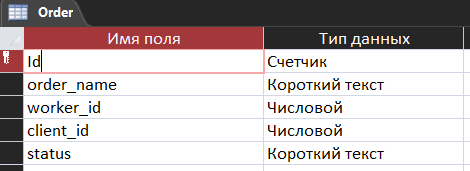 Order
Имя поля Тип данных
Id Счетчик
order_name Короткий текст
worker_id Числовой
client_id Числовой
status Короткий текст